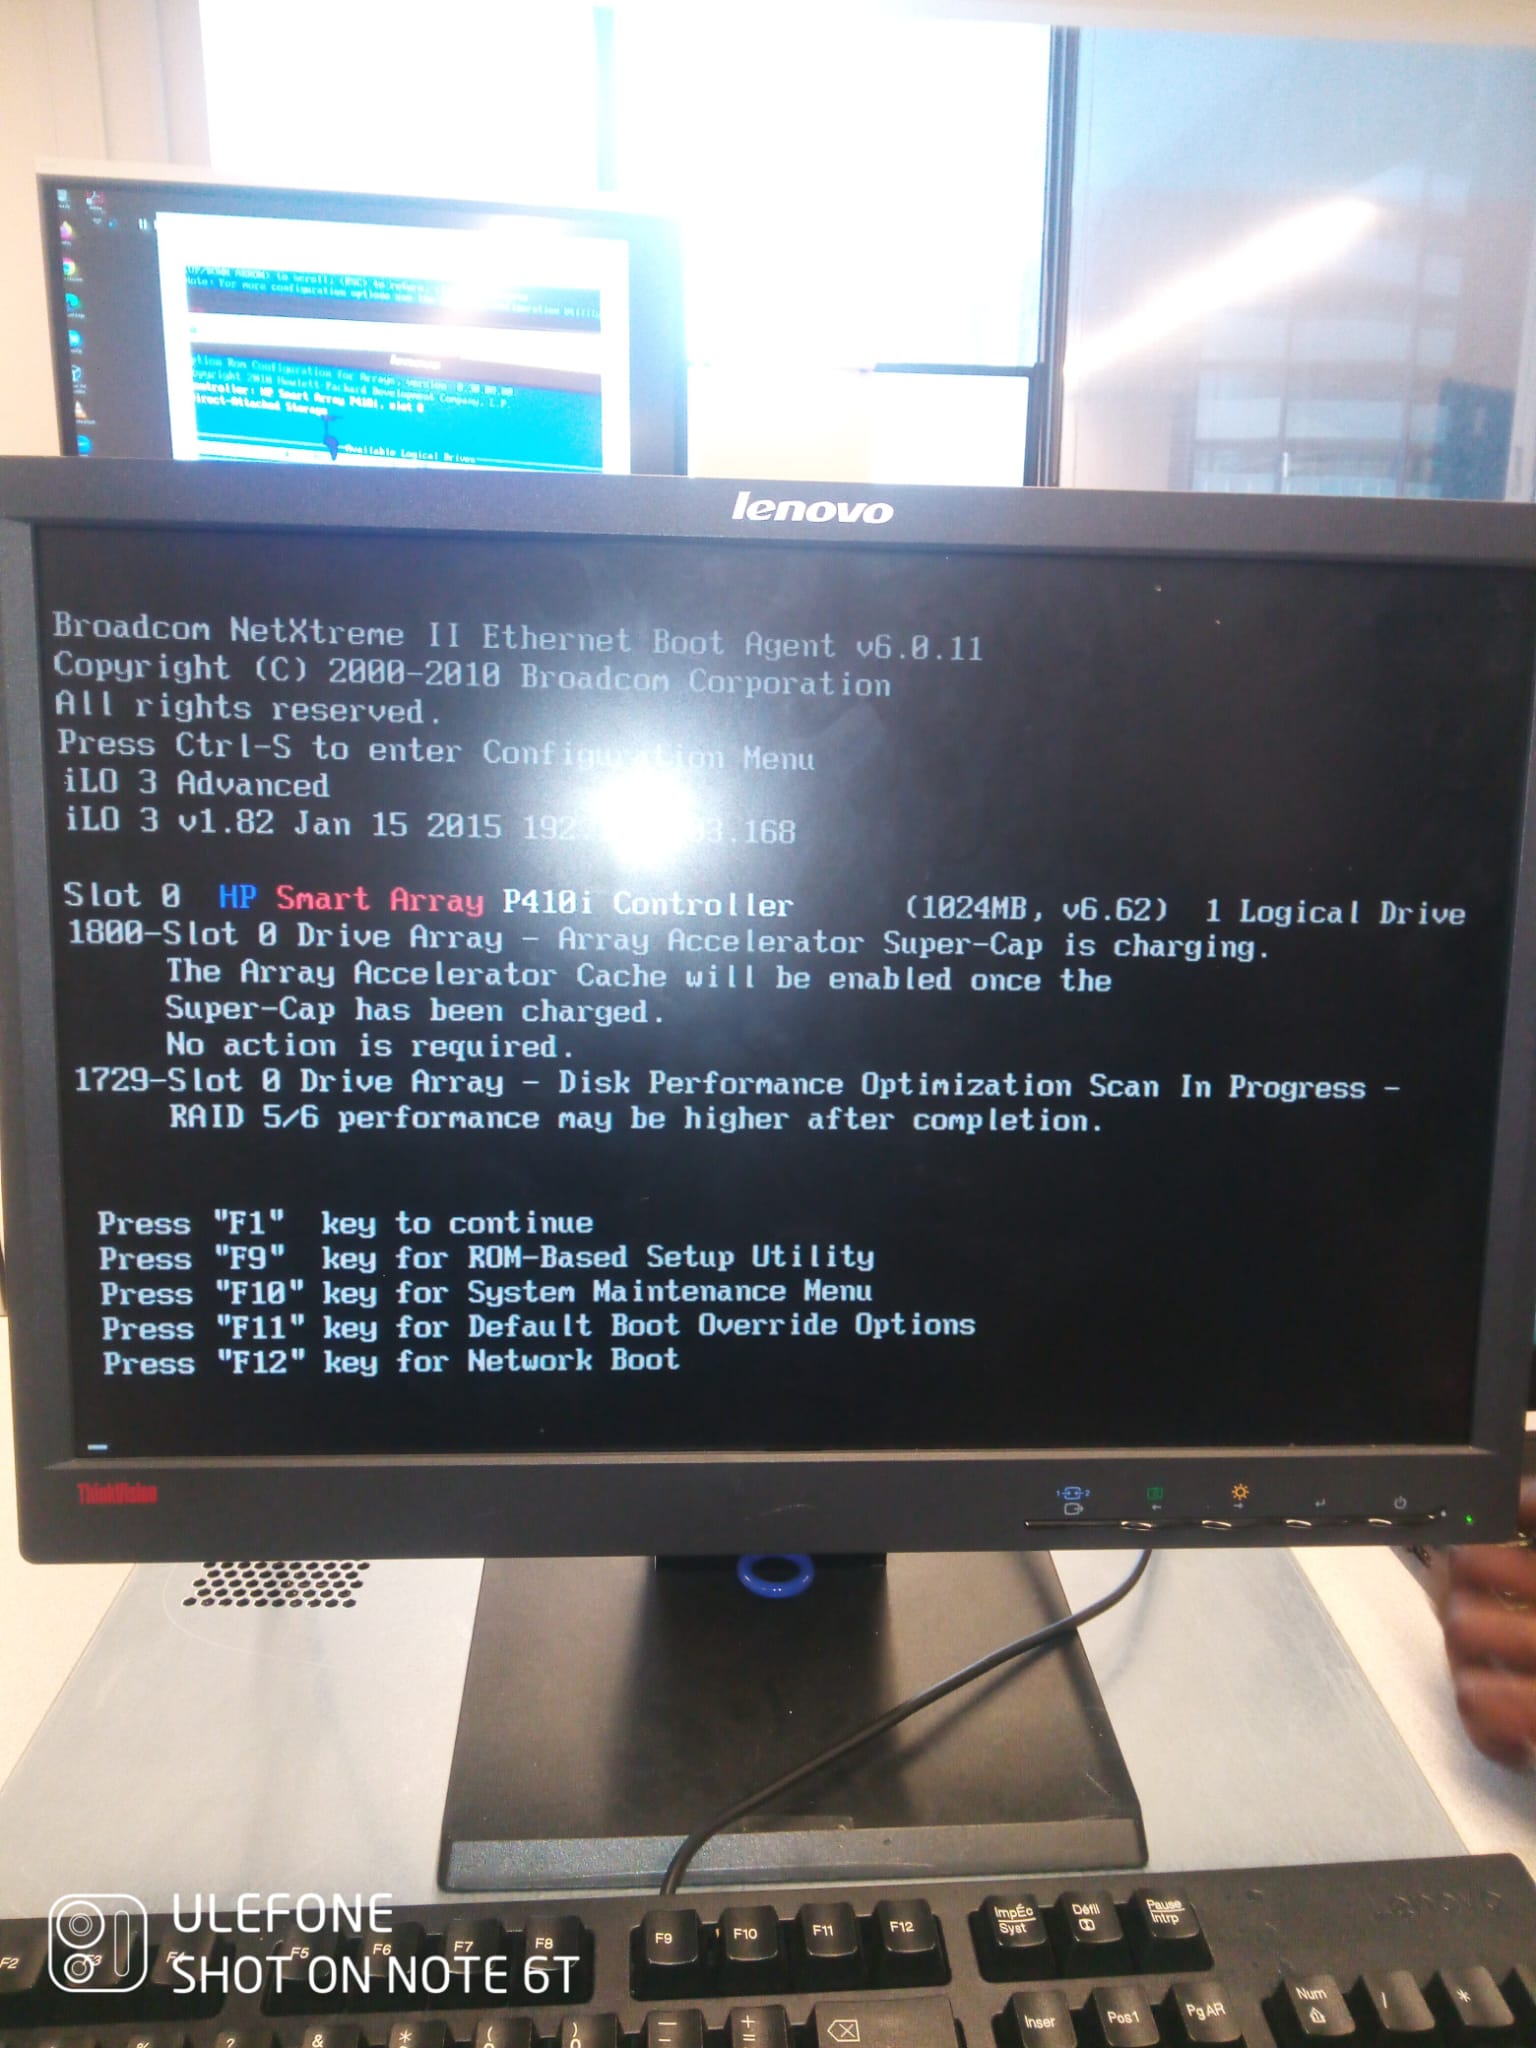 lenovo
Broadcom NetXtreme II Ethernet Boot Agent v6.0.11
Copyright (C) 2000-2010 Broadcom Corporation
All rights reserved.
Press Ctrl-S to enter Configuration Menu
iLO 3 Advanced
iLO 3 v1.82 Jan 15 2015
Slot 0 HP Smart Array P410i Controller (1024MB, v6.62) 1 Logical Drive
1800-Slot 0 Drive Array - Array Accelerator Super-Cap is charging.
The Array Accelerator Cache will be enabled once the
Super-Cap has been charged.
No action is required.
1729-Slot 0 Drive Array - Disk Performance Optimization Scan In Progress -
RAID 5/6 performance may be higher after completion.
Press "F1" key to continue
Press "F9" key for ROM-Based Setup Utility
Press "F10" key for System Maintenance Menu
Press "F11" key for Default Boot Override Options
Press "F12" key for Network Boot
ThinkVision
ULEFONE
SHOT ON NOTE 6T
F2 F3 F4 F5 F6 F7 F8 F9 F10 F11 F12 ImpÉc Syst Défil Pause Intrp
Inser Pos1 PgAR Num / *